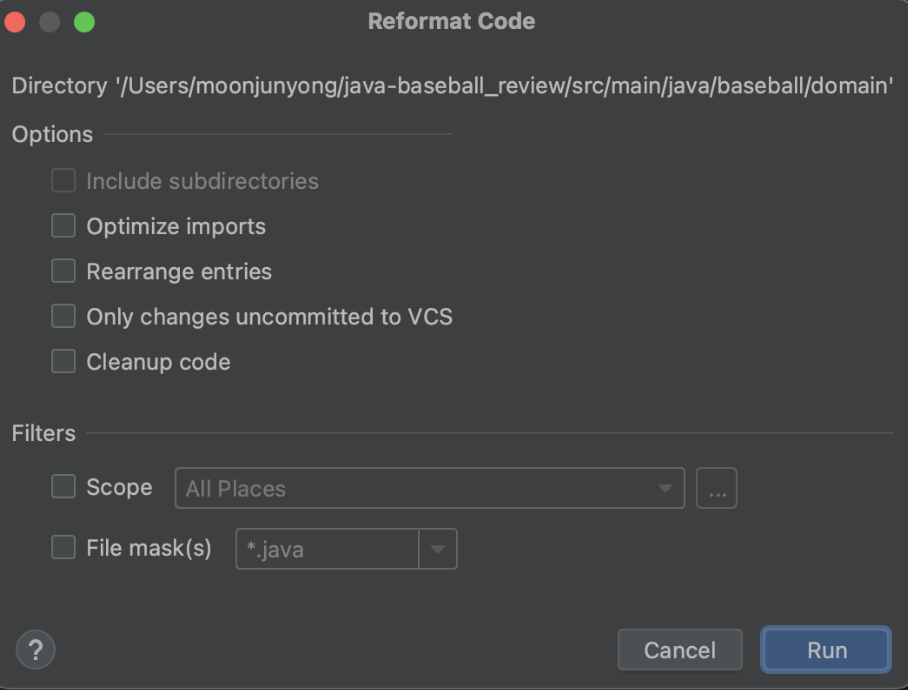 Reformat Code
Directory '/Users/moonjunyong/java-baseball_review/src/main/java/baseball/domain'
Options
Include subdirectories
Optimize imports
Rearrange entries
Only changes uncommitted to VCS
Cleanup code
Filters
Scope All Places ...
File mask(s) *.java
? Cancel Run